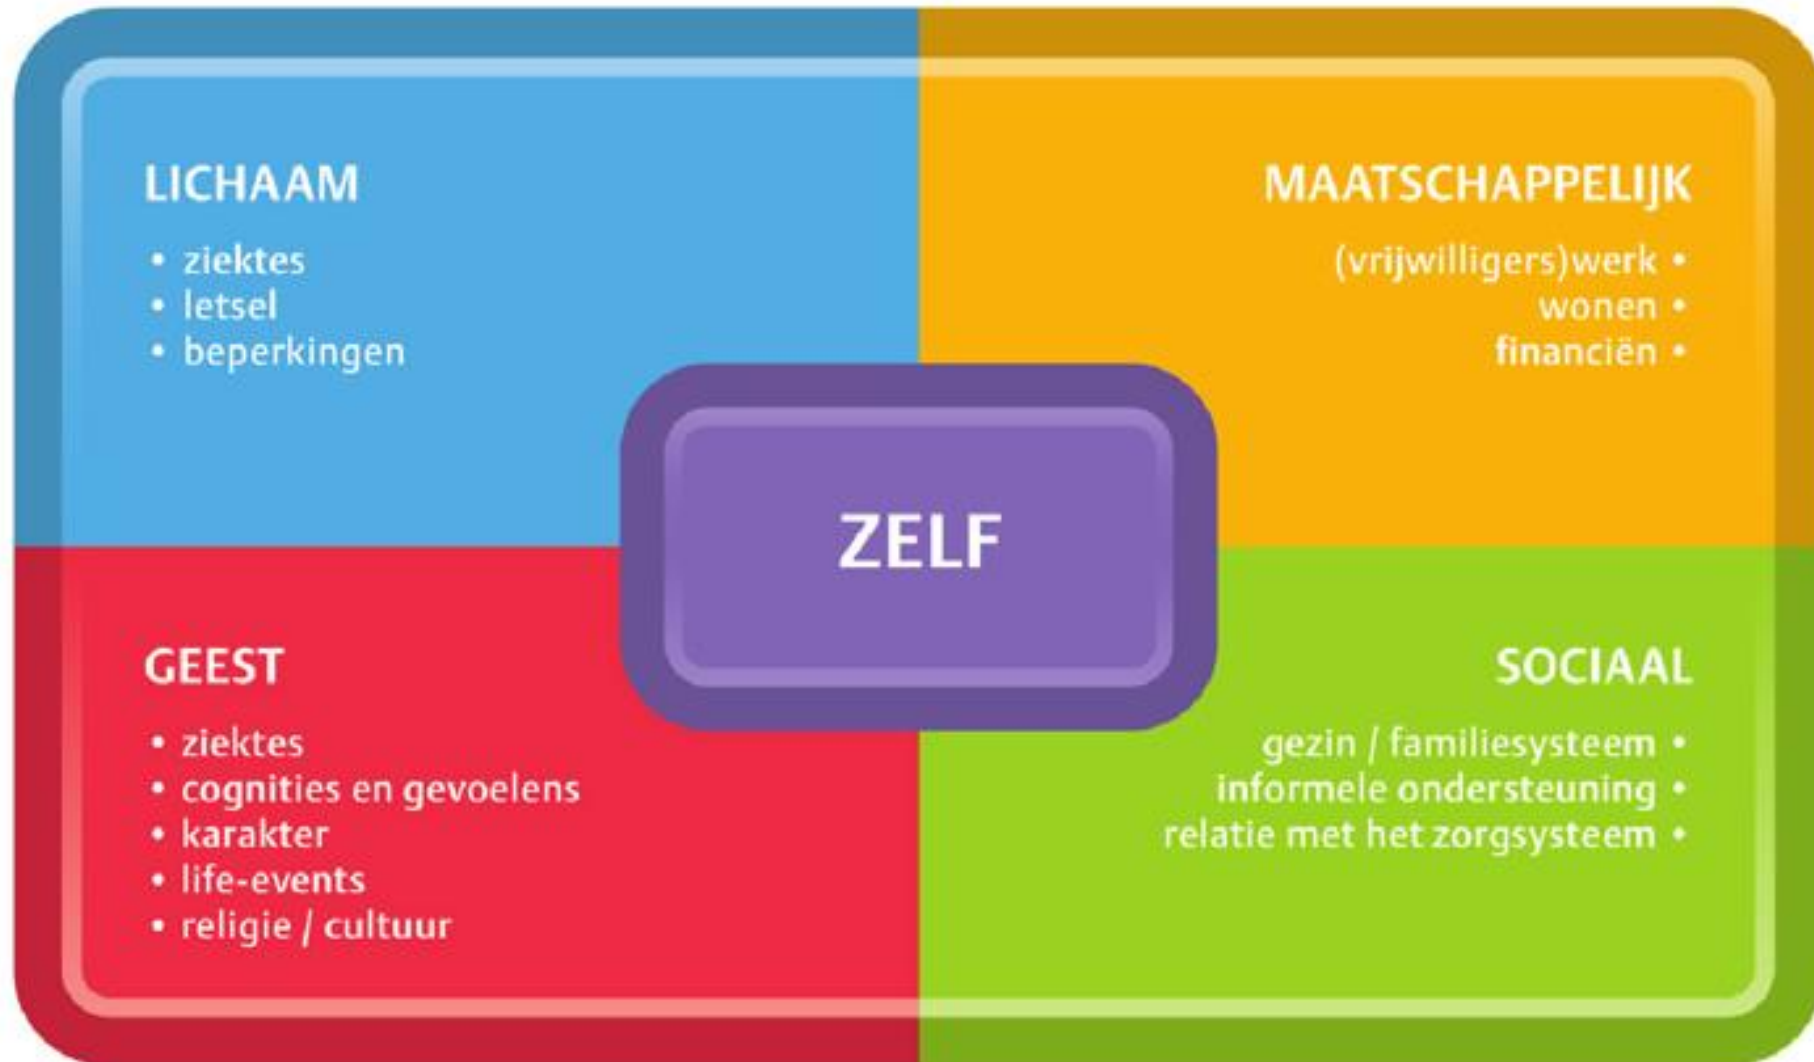 LICHAAM
• ziektes
• letsel
• beperkingen
MAATSCHAPPELIJK
(vrijwilligers)werk •
wonen •
financiën •
ZELF
GEEST
• ziektes
• cognities en gevoelens
• karakter
• life-events
• religie / cultuur
SOCIAAL
gezin / familiesysteem •
informele ondersteuning •
relatie met het zorgsysteem •